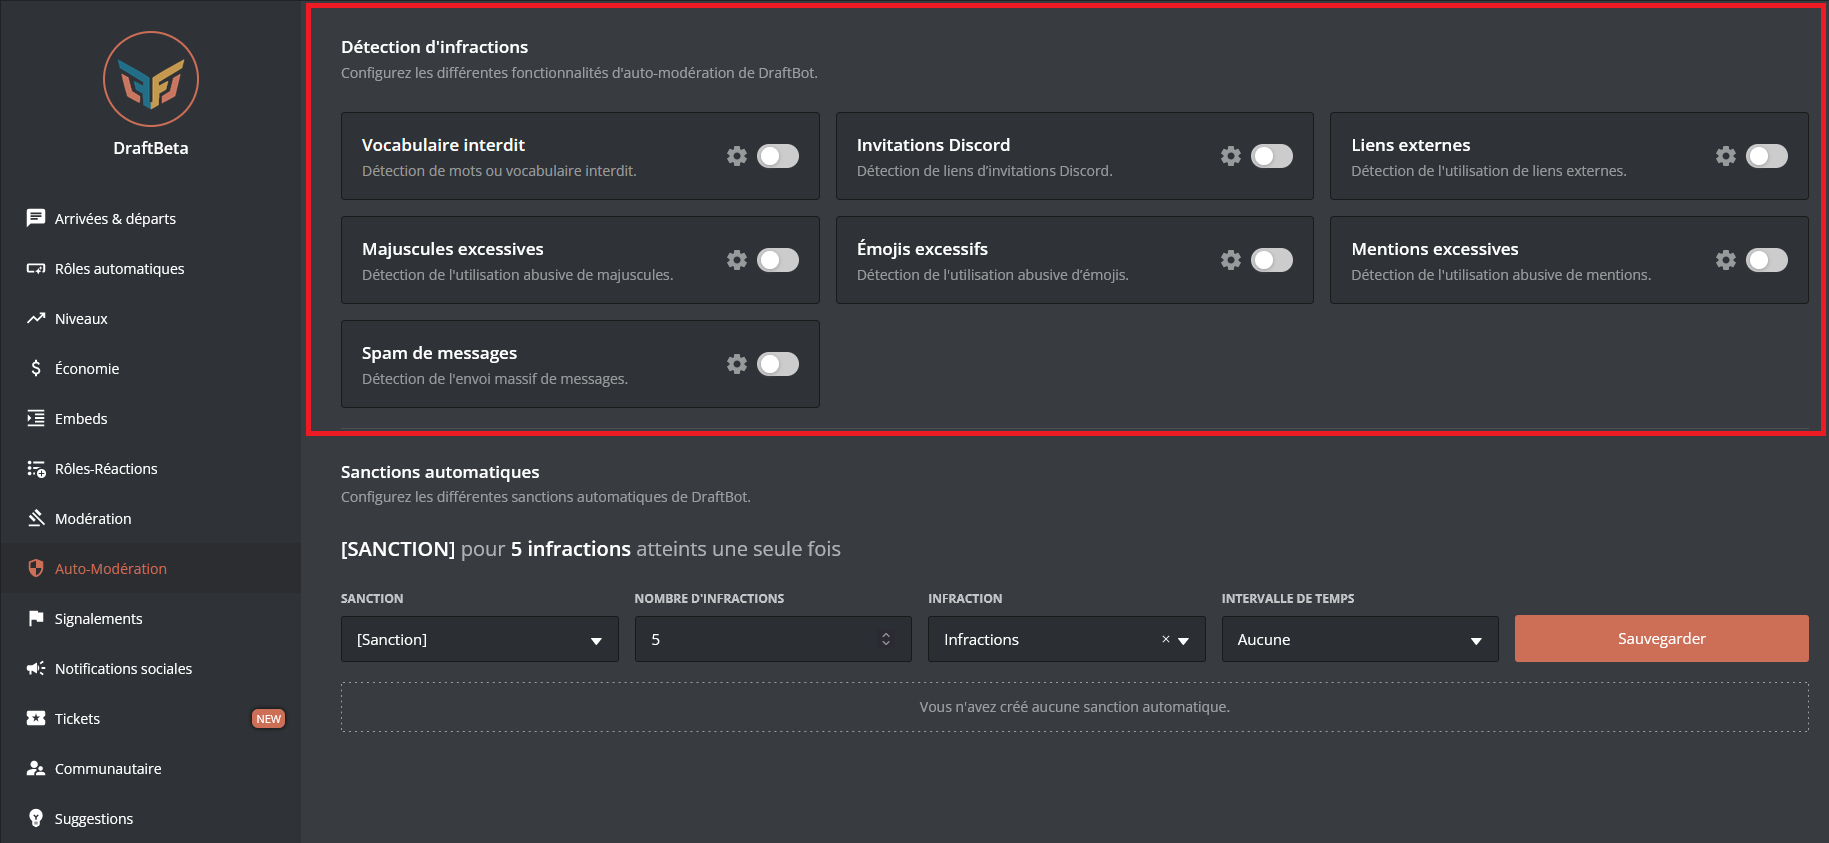 DraftBeta
Arrivées & départs
Rôles automatiques
Niveaux
Économie
Embeds
Rôles-Réactions
Modération
Auto-Modération
Signalements
Notifications sociales
Tickets NEW
Communautaire
Suggestions
Détection d'infractions
Configurez les différentes fonctionnalités d'auto-modération de DraftBot.
Vocabulaire interdit
Détection de mots ou vocabulaire interdit.
Invitations Discord
Détection de liens d’invitations Discord.
Liens externes
Détection de l'utilisation de liens externes.
Majuscules excessives
Détection de l'utilisation abusive de majuscules.
Émojis excessifs
Détection de l'utilisation abusive d’émojis.
Mentions excessives
Détection de l'utilisation abusive de mentions.
Spam de messages
Détection de l'envoi massif de messages.
Sanctions automatiques
Configurez les différentes sanctions automatiques de DraftBot.
[SANCTION] pour 5 infractions atteints une seule fois
SANCTION
[Sanction]
NOMBRE D'INFRACTIONS
5
INFRACTION
Infractions ×
INTERVALLE DE TEMPS
Aucune
Sauvegarder
Vous n'avez créé aucune sanction automatique.